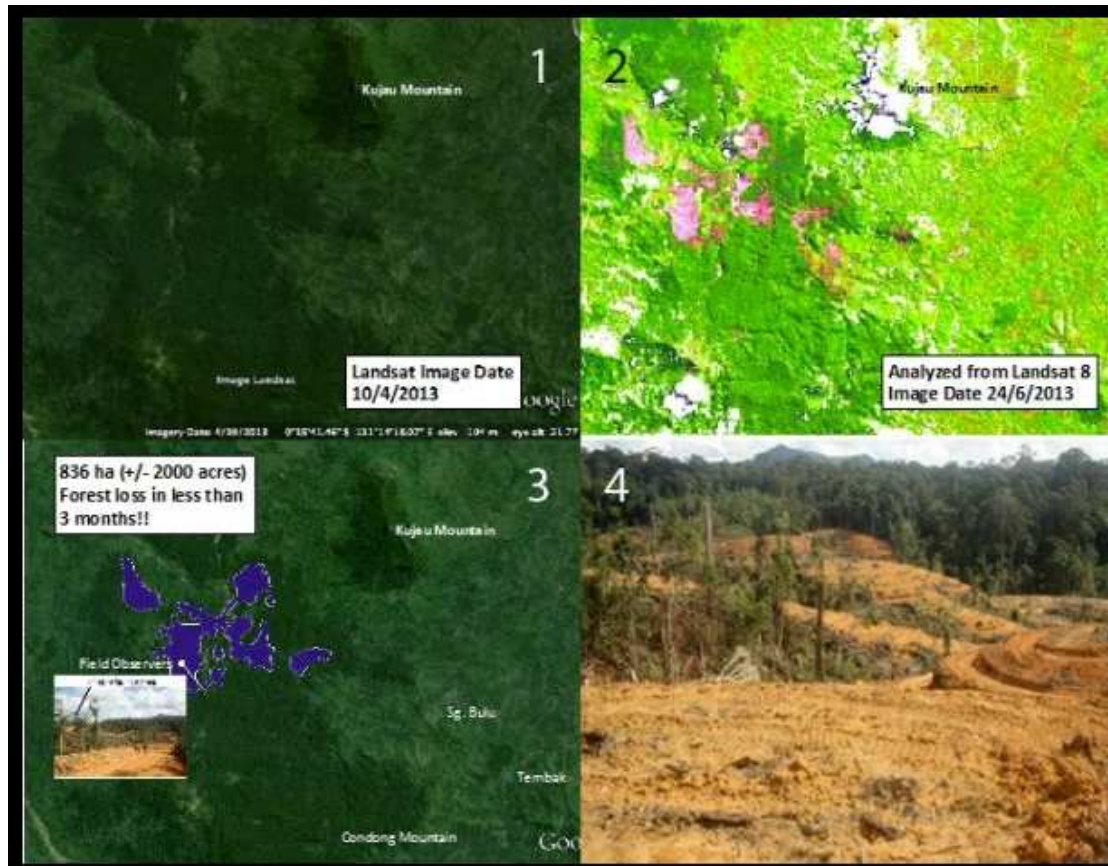 1
Kujau Mountain
Image Landsat
Landsat Image Date
10/4/2013
oogle
2
Kujau Mountain
Analyzed from Landsat 8
Image Date 24/6/2013
836 ha (+/- 2000 acres)
Forest loss in less than
3 months!!
3
Kujau Mountain
Field Observers
Sg. Bulu
Tembak
Condong Mountain
Goo
4